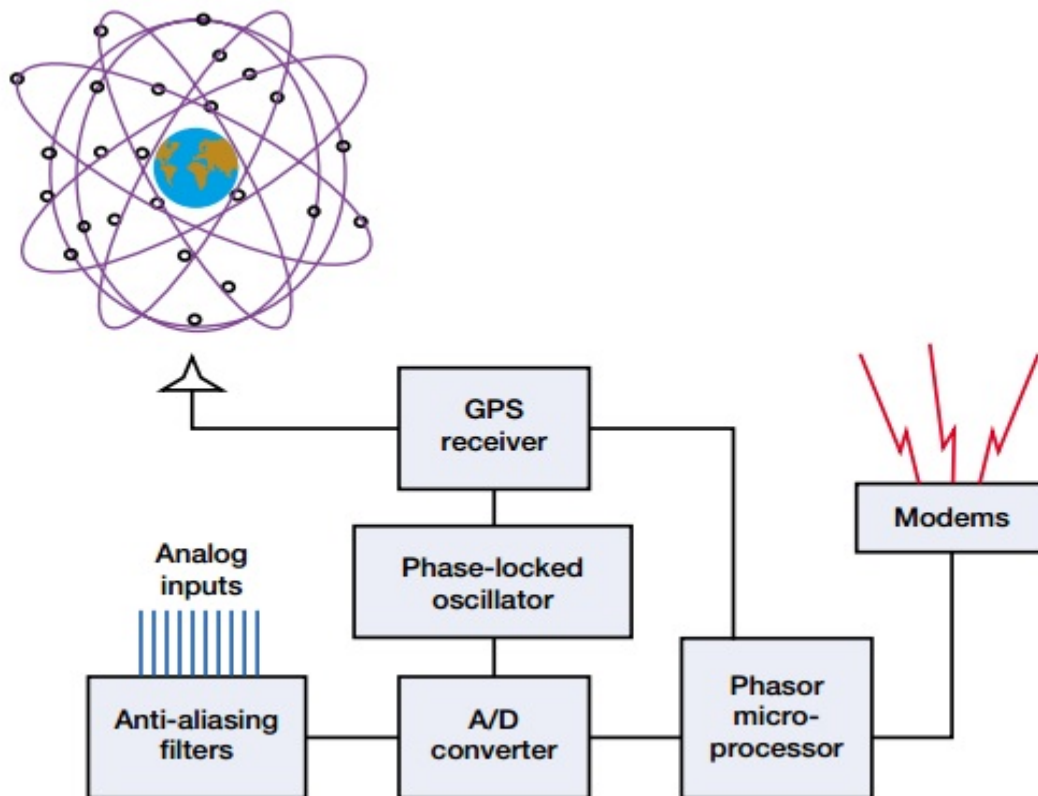 GPS
receiver
Modems
Analog
inputs
Phase-locked
oscillator
Anti-aliasing
filters
A/D
converter
Phasor
micro-
processor